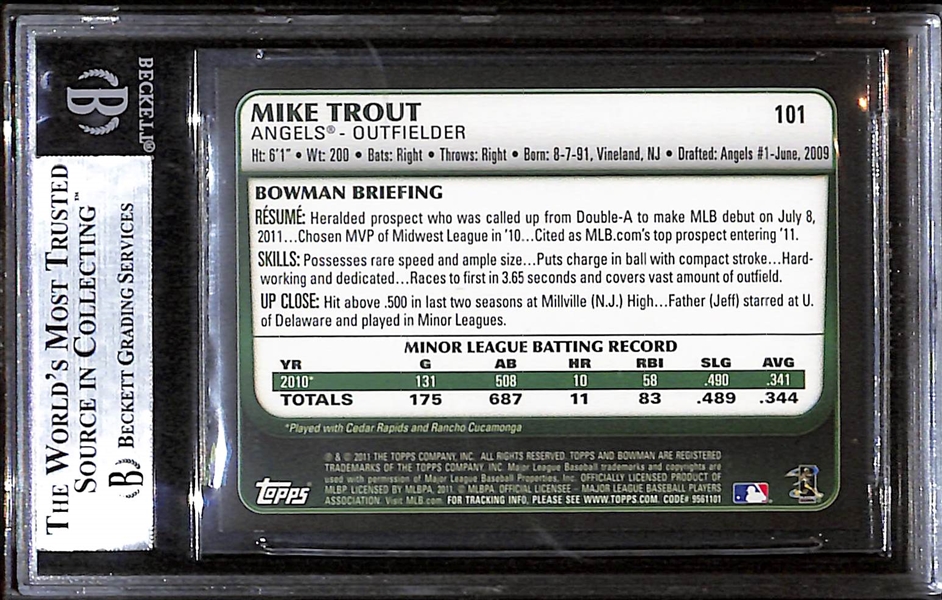 BECKETT®
THE WORLD'S MOST TRUSTED
SOURCE IN COLLECTING™
B BECKETT GRADING SERVICES
MIKE TROUT
101
ANGELS® - OUTFIELDER
Ht: 6'1" • Wt: 200 • Bats: Right • Throws: Right • Born: 8-7-91, Vineland, NJ • Drafted: Angels #1-June, 2009
BOWMAN BRIEFING
RÉSUMÉ: Heralded prospect who was called up from Double-A to make MLB debut on July 8,
2011...Chosen MVP of Midwest League in '10...Cited as MLB.com's top prospect entering '11.
SKILLS: Possesses rare speed and ample size...Puts charge in ball with compact stroke...Hard-
working and dedicated...Races to first in 3.65 seconds and covers vast amount of outfield.
UP CLOSE: Hit above .500 in last two seasons at Millville (N.J.) High...Father (Jeff) starred at U.
of Delaware and played in Minor Leagues.
MINOR LEAGUE BATTING RECORD
YR G AB HR RBI SLG AVG
2010* 131 508 10 58 .490 .341
TOTALS 175 687 11 83 .489 .344
*Played with Cedar Rapids and Rancho Cucamonga
® & © 2011 THE TOPPS COMPANY, INC. ALL RIGHTS RESERVED. TOPPS AND BOWMAN ARE REGISTERED
TRADEMARKS OF THE TOPPS COMPANY, INC. Major League Baseball trademarks and copyrights are
used with permission of Major League Baseball Properties, Inc. OFFICIALLY LICENSED PRODUCT OF
MLBP. LICENSED BY MLBPA, 2011. © MLBPA. OFFICIAL LICENSEE – MAJOR LEAGUE BASEBALL PLAYERS
ASSOCIATION. Visit MLB.com FOR TRACKING INFO, PLEASE SEE WWW.TOPPS.COM. CODE# 9561101
Topps